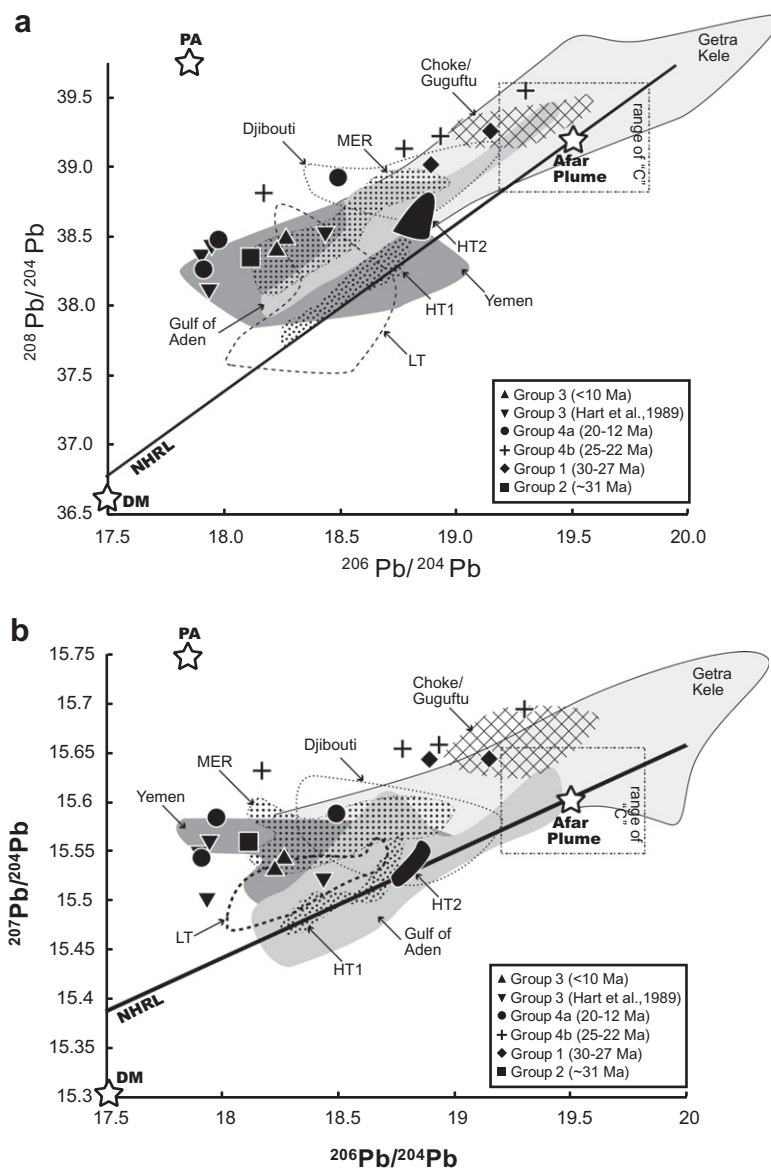 a
PA
Getra
Kele
Choke/
Guguftu
39.5
Djibouti
MER
range of "C"
39.0
Afar
Plume
38.5
HT2
208 Pb/ 204 Pb
38.0
Gulf of
Aden
HT1
Yemen
LT
37.5
37.0
NHRL
DM
36.5
Group 3 (<10 Ma)
Group 3 (Hart et al.,1989)
Group 4a (20-12 Ma)
Group 4b (25-22 Ma)
Group 1 (30-27 Ma)
Group 2 (~31 Ma)
17.5 18.0 18.5 19.0 19.5 20.0
206 Pb/ 204 Pb
b
15.75
PA
Getra
Kele
15.7
Choke/
Guguftu
15.65
Djibouti
MER
15.6
Yemen
Afar
Plume
range of
"C"
15.55
207Pb/204Pb
15.5
HT2
LT
Gulf of
Aden
15.45
HT1
15.4
NHRL
15.35
DM
15.3
Group 3 (<10 Ma)
Group 3 (Hart et al.,1989)
Group 4a (20-12 Ma)
Group 4b (25-22 Ma)
Group 1 (30-27 Ma)
Group 2 (~31 Ma)
17.5 18 18.5 19 19.5 20
206Pb/204Pb